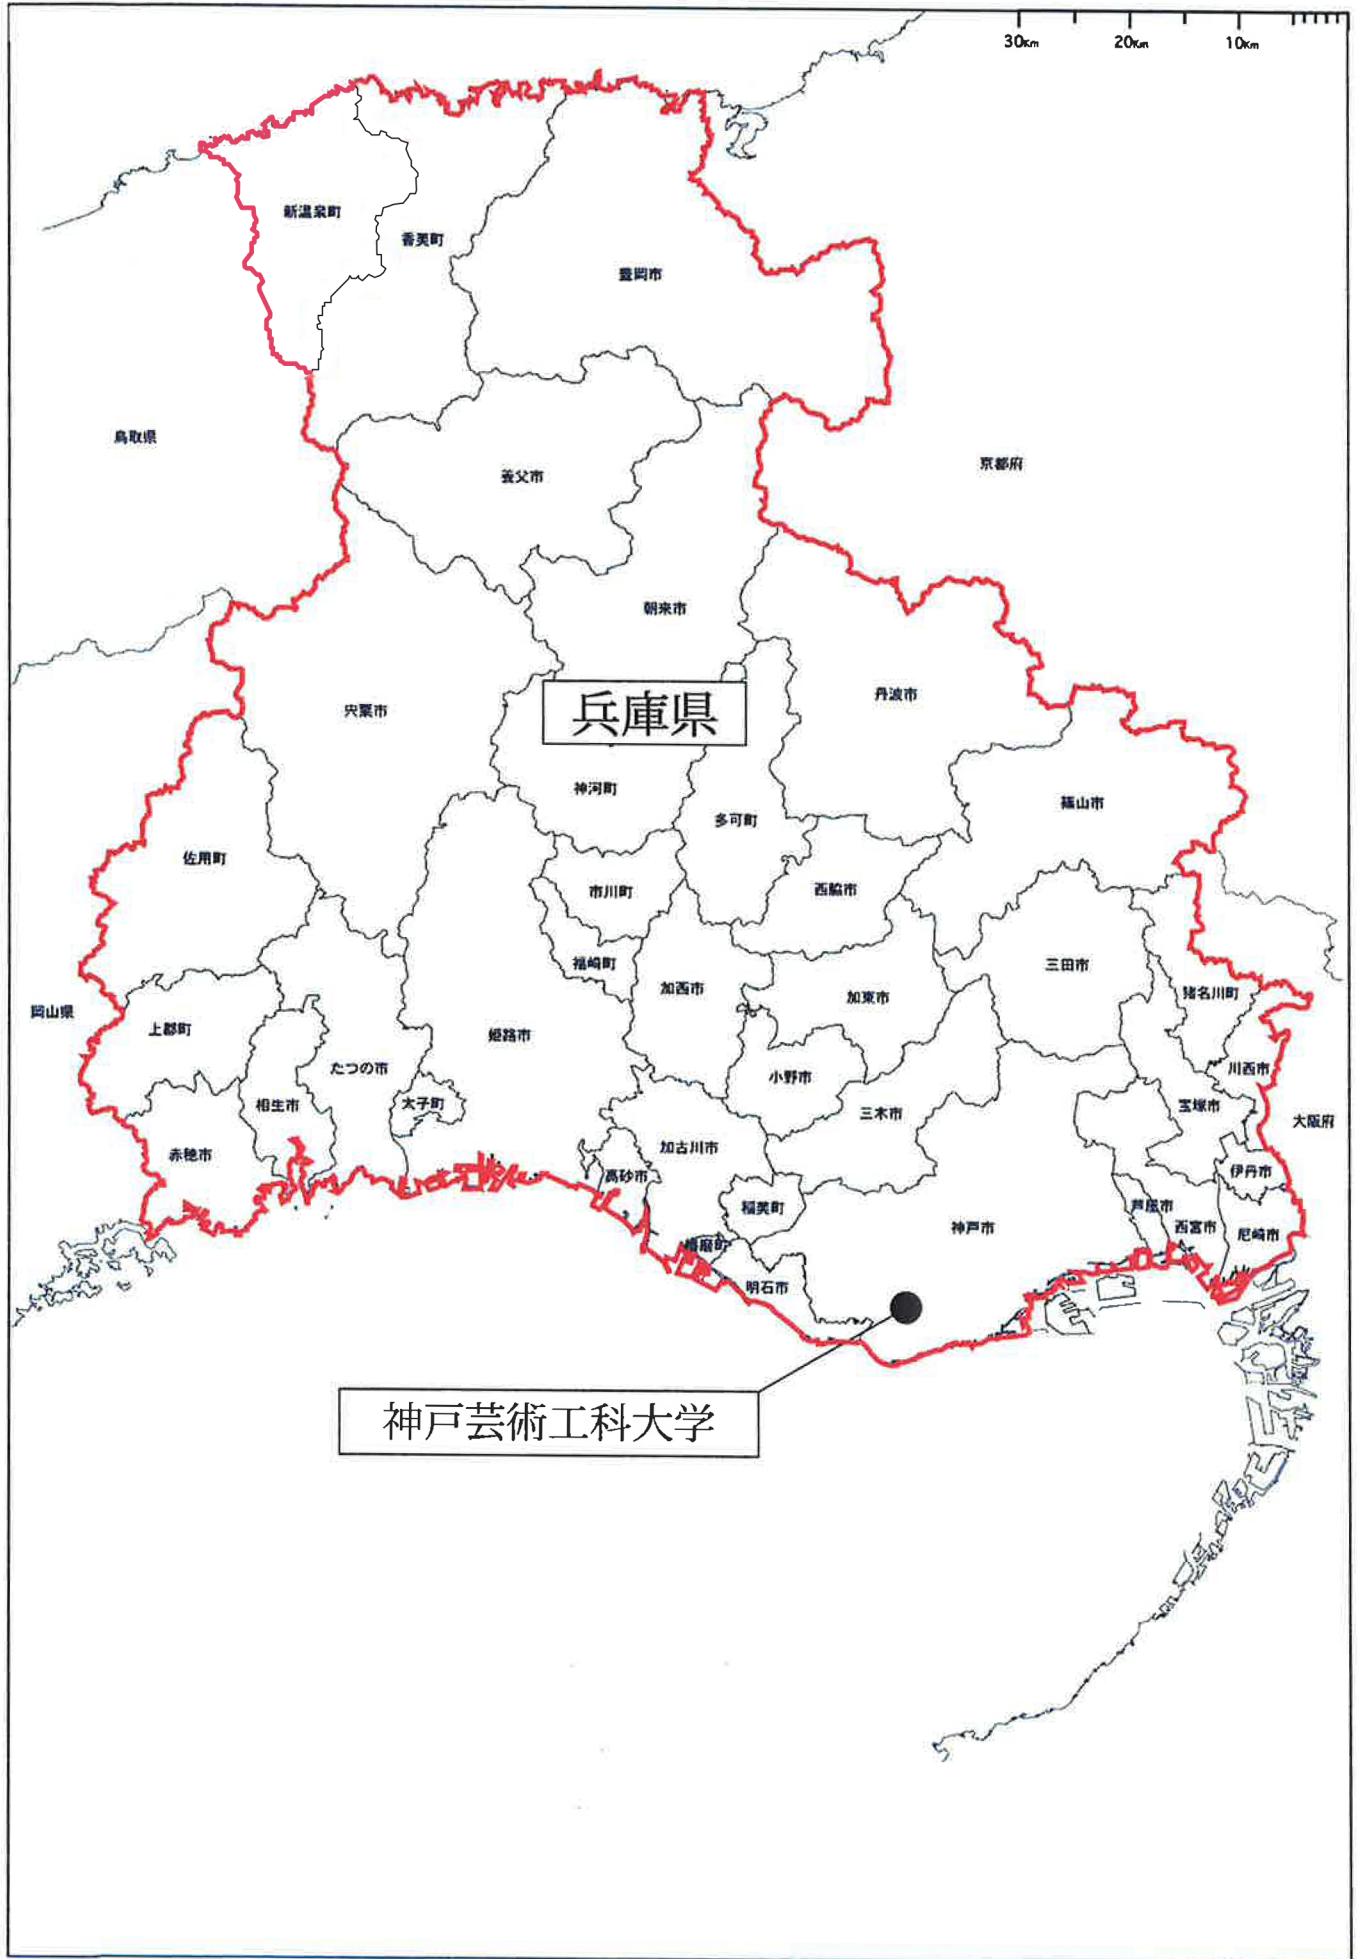 30Km
20Km
10Km
新温泉町
香美町
豊岡市
鳥取県
京都府
養父市
朝来市
丹波市
宍粟市
兵庫県
神河町
篠山市
多可町
佐用町
西脇市
市川町
福崎町
三田市
加西市
猪名川町
加東市
岡山県
上郡町
姫路市
たつの市
川西市
小野市
太子町
相生市
宝塚市
三木市
大阪府
加古川市
赤穂市
伊丹市
高砂市
芦屋市
稲美町
神戸市
西宮市
尼崎市
播磨町
明石市
神戸芸術工科大学